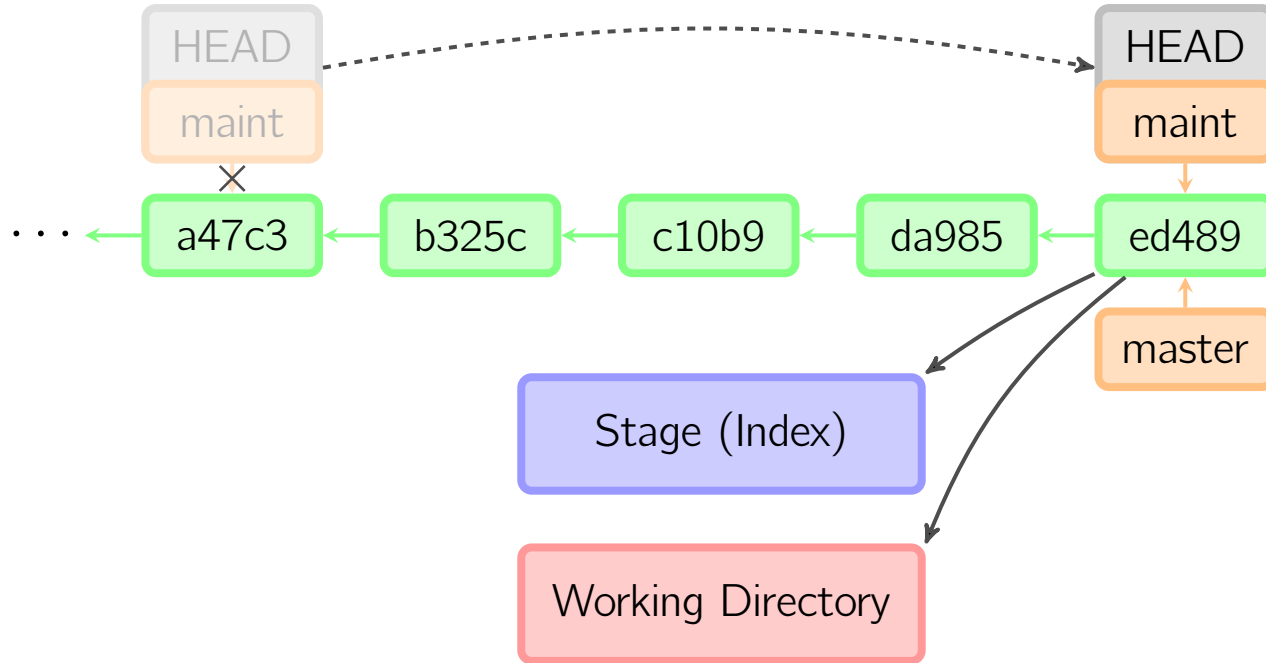 HEAD
HEAD
maint
maint
... a47c3 b325c c10b9 da985 ed489
master
Stage (Index)
Working Directory